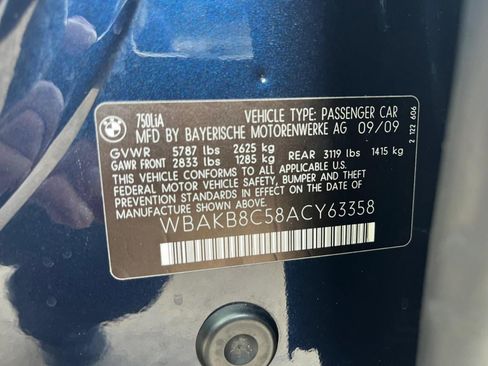 BMW
750LiA
VEHICLE TYPE: PASSENGER CAR
MFD BY BAYERISCHE MOTORENWERKE AG 09/09
GVWR 5787 lbs 2625 kg
GAWR FRONT 2833 lbs 1285 kg REAR 3119 lbs 1415 kg
THIS VEHICLE CONFORMS TO ALL APPLICABLE
FEDERAL MOTOR VEHICLE SAFETY, BUMPER AND THEFT
PREVENTION STANDARDS IN EFFECT ON THE DATE OF
MANUFACTURE SHOWN ABOVE.
WBAKB8C58ACY63358
2 122 606